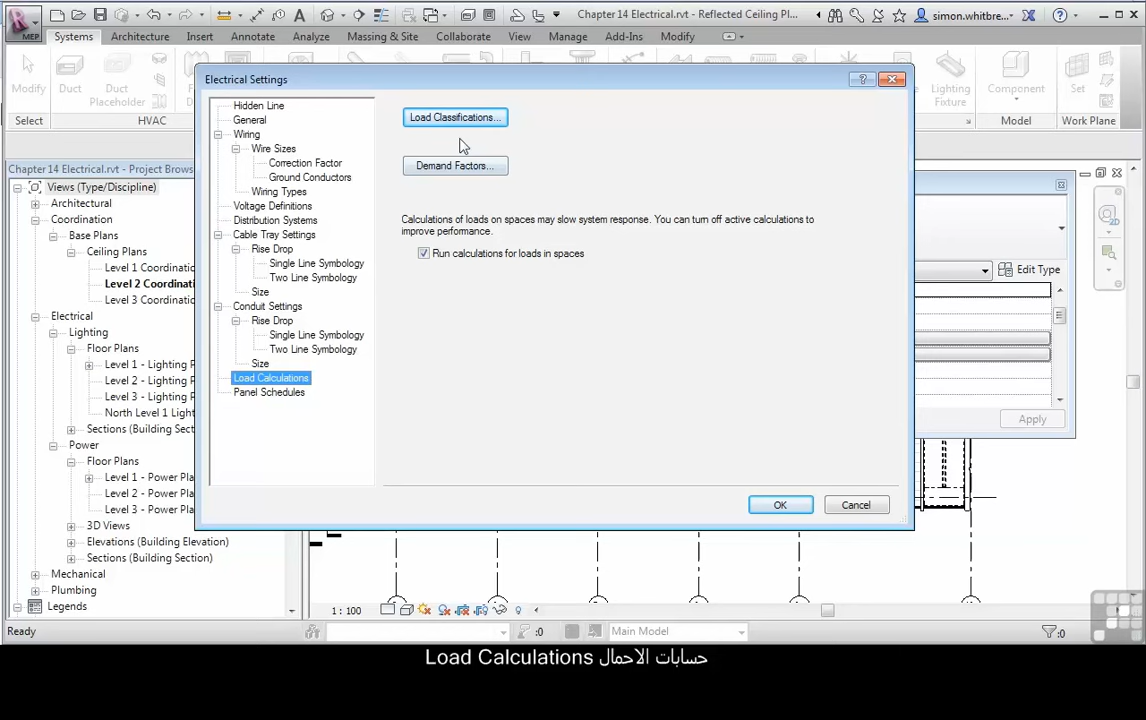 Chapter 14 Electrical.rvt - Reflected Ceiling Pl...
simon.whitbre...
MEP
Systems
Architecture
Insert
Annotate
Analyze
Massing & Site
Collaborate
View
Manage
Add-Ins
Modify
Modify
Duct
Duct
Placeholder
Component
Lighting
Fixture
Set
Select
HVAC
Model
Work Plane
Electrical Settings
Hidden Line
General
Wiring
Wire Sizes
Correction Factor
Ground Conductors
Wiring Types
Voltage Definitions
Distribution Systems
Cable Tray Settings
Rise Drop
Single Line Symbology
Two Line Symbology
Size
Conduit Settings
Rise Drop
Single Line Symbology
Two Line Symbology
Size
Load Calculations
Panel Schedules
Load Classifications...
Demand Factors...
Calculations of loads on spaces may slow system response. You can turn off active calculations to
improve performance.
Run calculations for loads in spaces
OK
Cancel
Chapter 14 Electrical.rvt - Project Brows
Views (Type/Discipline)
Architectural
Coordination
Base Plans
Ceiling Plans
Level 1 Coordinatio
Level 2 Coordinati
Level 3 Coordinatio
Electrical
Lighting
Floor Plans
Level 1 - Lighting P
Level 2 - Lighting P
Level 3 - Lighting P
North Level 1 Light
Sections (Building Section)
Power
Floor Plans
Level 1 - Power Pla
Level 2 - Power Pla
Level 3 - Power Pla
3D Views
Elevations (Building Elevation)
Sections (Building Section)
Mechanical
Plumbing
Legends
Edit Type
Apply
1 : 100
Ready
:0
Main Model
:0
حسابات الاحمال Load Calculations